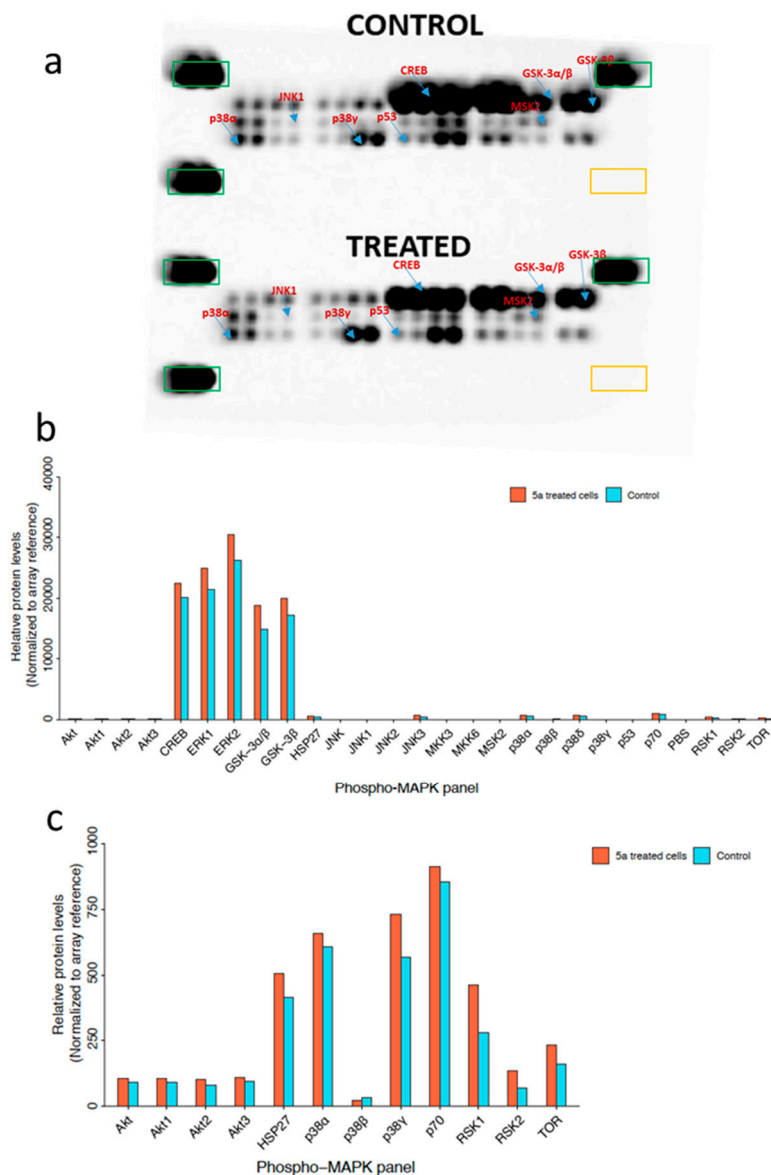 CONTROL
a
GSK-3β
CREB
GSK-3α/β
JNK1
MSK2
p38α
p38γ
p53
TREATED
GSK-3β
CREB
GSK-3α/β
JNK1
MSK2
p38α
p38γ
p53
b
40000
30000
20000
10000
0
Relative protein levels
(Normalized to array reference)
5a treated cells
Control
Akt
Akt1
Akt2
Akt3
CREB
ERK1
ERK2
GSK-3α/β
GSK-3β
HSP27
JNK
JNK1
JNK2
JNK3
MKK3
MKK6
MSK2
p38α
p38β
p38δ
p38γ
p53
p70
PBS
RSK1
RSK2
TOR
Phospho-MAPK panel
c
1000
750
500
250
0
Relative protein levels
(Normalized to array reference)
5a treated cells
Control
Akt
Akt1
Akt2
Akt3
HSP27
p38α
p38β
p38γ
p70
RSK1
RSK2
TOR
Phospho-MAPK panel